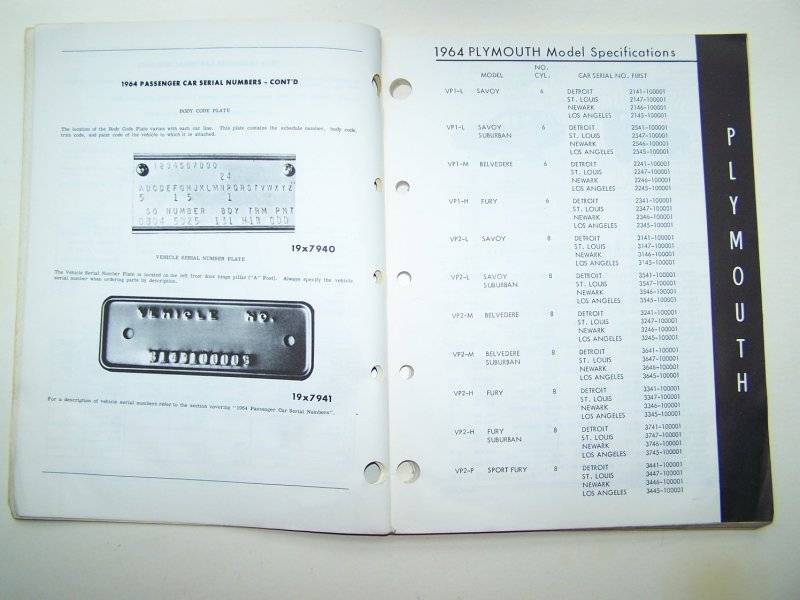 1964 PASSENGER CAR SERIAL NUMBERS - CONT'D
BODY CODE PLATE
The location of the Body Code Plate varies with each car line. This plate contains the schedule number, body code,
trim code, and paint code of the vehicle to which it is attached.
1234567890
24
ABCDEFGHJKLMNPQRSTVWXYZ
5 1 5 1
SO NUMBER BDY TRM PNT
19x7940
VEHICLE SERIAL NUMBER PLATE
The Vehicle Serial Number Plate is located on the left front door hinge pillar ("A" Post). Always specify the vehicle
serial number when ordering parts by description.
VEHICLE NO.
19x7941
For a description of vehicle serial numbers refer to the section covering "1964 Passenger Car Serial Numbers".
1964 PLYMOUTH Model Specifications
MODEL NO. CYL. CAR SERIAL NO. FIRST
VP1-L SAVOY 6 DETROIT 2141-100001
ST. LOUIS 2147-100001
NEWARK 2146-100001
LOS ANGELES 2145-100001
VP1-L SAVOY 6 DETROIT 2541-100001
SUBURBAN ST. LOUIS 2547-100001
NEWARK 2546-100001
LOS ANGELES 2545-100001
VP1-M BELVEDERE 6 DETROIT 2241-100001
ST. LOUIS 2247-100001
NEWARK 2246-100001
LOS ANGELES 2245-100001
VP1-H FURY 6 DETROIT 2341-100001
ST. LOUIS 2347-100001
NEWARK 2346-100001
LOS ANGELES 2345-100001
VP2-L SAVOY 8 DETROIT 3141-100001
ST. LOUIS 3147-100001
NEWARK 3146-100001
LOS ANGELES 3145-100001
VP2-L SAVOY 8 DETROIT 3541-100001
SUBURBAN ST. LOUIS 3547-100001
NEWARK 3546-100001
LOS ANGELES 3545-100001
VP2-M BELVEDERE 8 DETROIT 3241-100001
ST. LOUIS 3247-100001
NEWARK 3246-100001
LOS ANGELES 3245-100001
VP2-M BELVEDERE 8 DETROIT 3641-100001
SUBURBAN ST. LOUIS 3647-100001
NEWARK 3646-100001
LOS ANGELES 3645-100001
VP2-H FURY 8 DETROIT 3341-100001
ST. LOUIS 3347-100001
NEWARK 3346-100001
LOS ANGELES 3345-100001
VP2-H FURY 8 DETROIT 3741-100001
SUBURBAN ST. LOUIS 3747-100001
NEWARK 3746-100001
LOS ANGELES 3745-100001
VP2-P SPORT FURY 8 DETROIT 3441-100001
ST. LOUIS 3447-100001
NEWARK 3446-100001
LOS ANGELES 3445-100001
PLYMOUTH